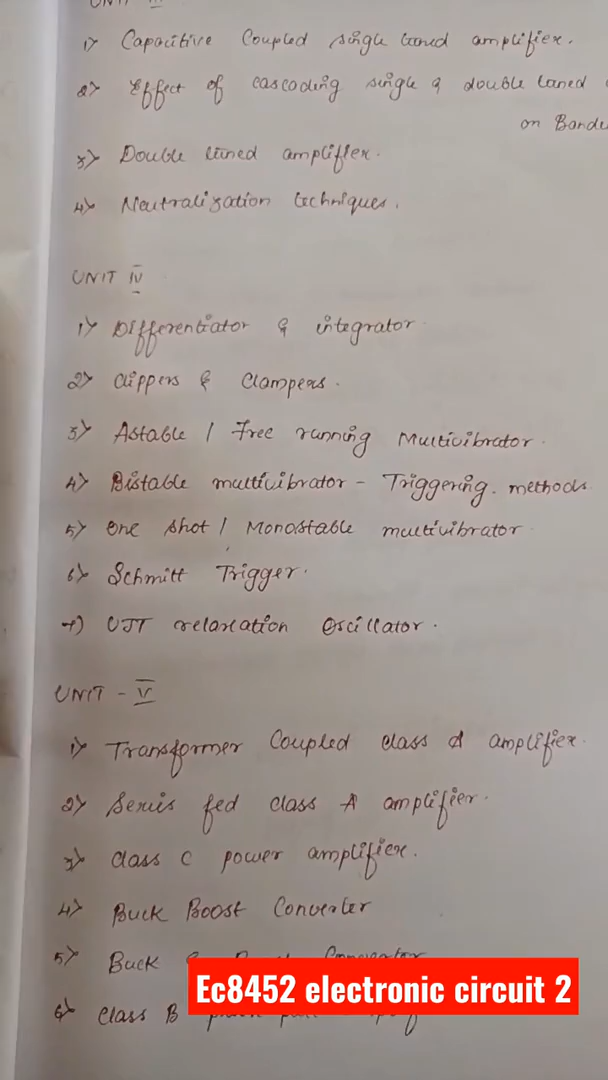 UNIT III
1) Capacitive Coupled single tuned amplifier.
2) Effect of cascading single & double tuned
on
3) Double tuned amplifier.
4) Neutralization techniques.
UNIT IV
1) Differentiator & integrator
2) Clippers & Clampers.
3) Astable / Free running Multivibrator.
4) Bistable multivibrator - Triggering. methods
5) One shot / Monostable multivibrator
6) Schmitt Trigger.
7) UJT relaxation Oscillator.
UNIT - V
1) Transformer Coupled class A amplifier.
2) Series fed class A amplifier.
3) class C power amplifier.
4) Buck Boost Converter
5) Buck
6) class B
Ec8452 electronic circuit 2